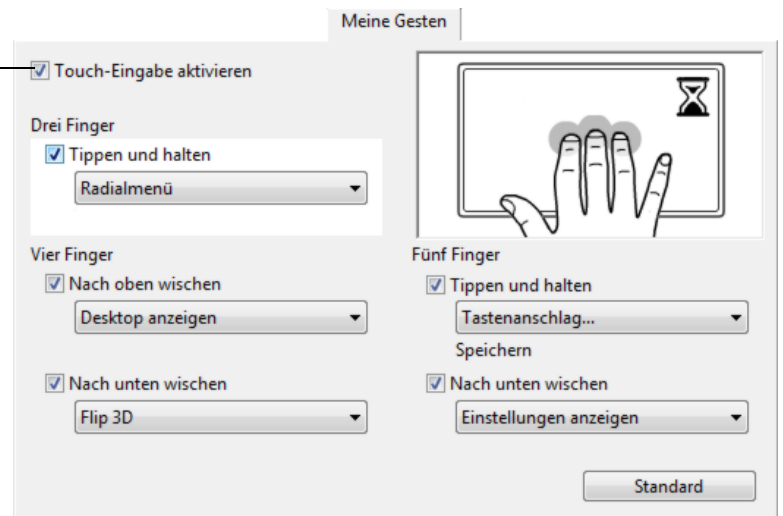 Meine Gesten
Touch-Eingabe aktivieren
Drei Finger
Tippen und halten
Radialmenü
Vier Finger
Nach oben wischen
Desktop anzeigen
Nach unten wischen
Flip 3D
Fünf Finger
Tippen und halten
Tastenanschlag...
Speichern
Nach unten wischen
Einstellungen anzeigen
Standard